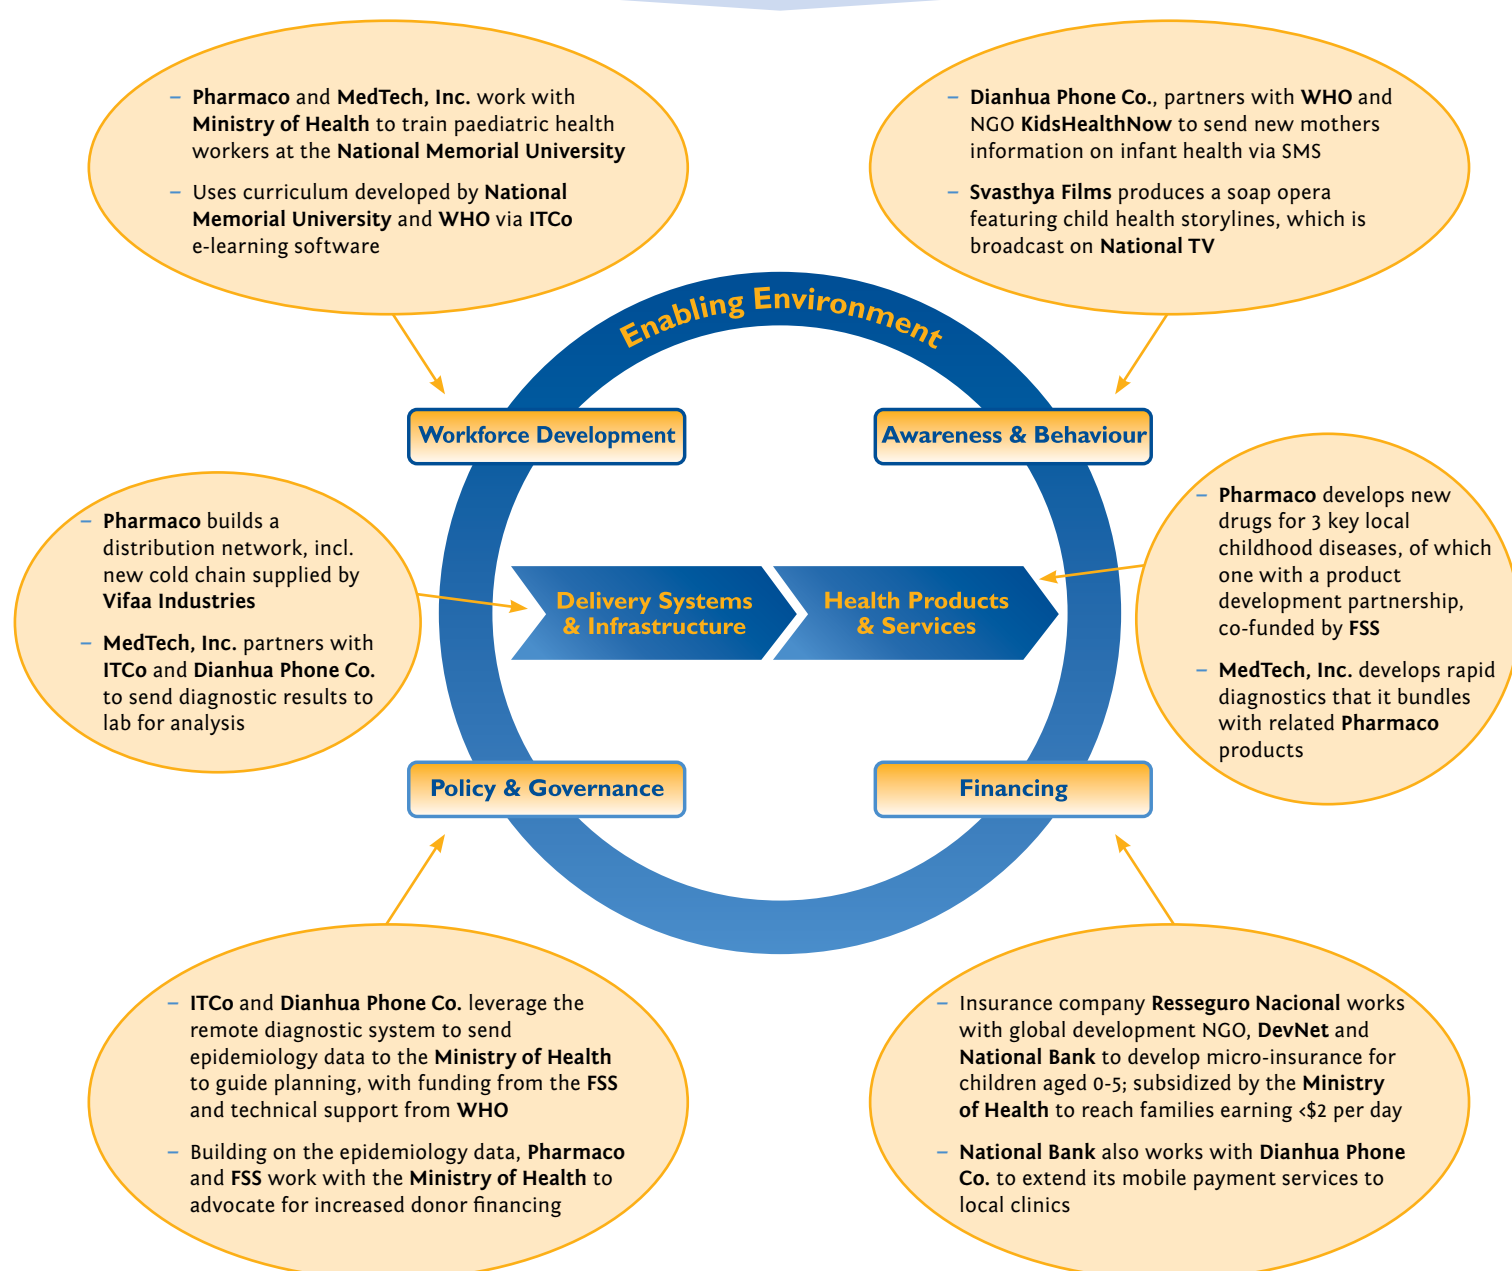 – Pharmaco and MedTech, Inc. work with
Ministry of Health to train paediatric health
workers at the National Memorial University
– Uses curriculum developed by National
Memorial University and WHO via ITCo
e-learning software
– Dianhua Phone Co., partners with WHO and
NGO KidsHealthNow to send new mothers
information on infant health via SMS
– Svasthya Films produces a soap opera
featuring child health storylines, which is
broadcast on National TV
Enabling Environment
Workforce Development
Awareness & Behaviour
– Pharmaco builds a
distribution network, incl.
new cold chain supplied by
Vifaa Industries
– MedTech, Inc. partners with
ITCo and Dianhua Phone Co.
to send diagnostic results to
lab for analysis
Delivery Systems
& Infrastructure
Health Products
& Services
– Pharmaco develops new
drugs for 3 key local
childhood diseases, of which
one with a product
development partnership,
co-funded by FSS
– MedTech, Inc. develops rapid
diagnostics that it bundles
with related Pharmaco
products
Policy & Governance
Financing
– ITCo and Dianhua Phone Co. leverage the
remote diagnostic system to send
epidemiology data to the Ministry of Health
to guide planning, with funding from the FSS
and technical support from WHO
– Building on the epidemiology data, Pharmaco
and FSS work with the Ministry of Health to
advocate for increased donor financing
– Insurance company Resseguro Nacional works
with global development NGO, DevNet and
National Bank to develop micro-insurance for
children aged 0-5; subsidized by the Ministry
of Health to reach families earning <$2 per day
– National Bank also works with Dianhua Phone
Co. to extend its mobile payment services to
local clinics